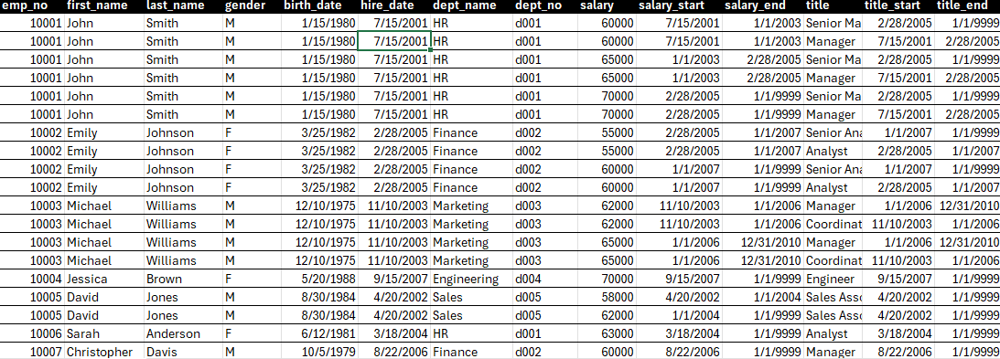 emp_no first_name last_name gender birth_date hire_date dept_name dept_no salary salary_start salary_end title title_start title_end
10001 John Smith M 1/15/1980 7/15/2001 HR d001 60000 7/15/2001 1/1/2003 Senior Ma 2/28/2005 1/1/9999
10001 John Smith M 1/15/1980 7/15/2001 HR d001 60000 7/15/2001 1/1/2003 Manager 7/15/2001 2/28/2005
10001 John Smith M 1/15/1980 7/15/2001 HR d001 65000 1/1/2003 2/28/2005 Senior Ma 2/28/2005 1/1/9999
10001 John Smith M 1/15/1980 7/15/2001 HR d001 65000 1/1/2003 2/28/2005 Manager 7/15/2001 2/28/2005
10001 John Smith M 1/15/1980 7/15/2001 HR d001 70000 2/28/2005 1/1/9999 Senior Ma 2/28/2005 1/1/9999
10001 John Smith M 1/15/1980 7/15/2001 HR d001 70000 2/28/2005 1/1/9999 Manager 7/15/2001 2/28/2005
10002 Emily Johnson F 3/25/1982 2/28/2005 Finance d002 55000 2/28/2005 1/1/2007 Senior Ana 1/1/2007 1/1/9999
10002 Emily Johnson F 3/25/1982 2/28/2005 Finance d002 55000 2/28/2005 1/1/2007 Analyst 2/28/2005 1/1/2007
10002 Emily Johnson F 3/25/1982 2/28/2005 Finance d002 60000 1/1/2007 1/1/9999 Senior Ana 1/1/2007 1/1/9999
10002 Emily Johnson F 3/25/1982 2/28/2005 Finance d002 60000 1/1/2007 1/1/9999 Analyst 2/28/2005 1/1/2007
10003 Michael Williams M 12/10/1975 11/10/2003 Marketing d003 62000 11/10/2003 1/1/2006 Manager 1/1/2006 12/31/2010
10003 Michael Williams M 12/10/1975 11/10/2003 Marketing d003 62000 11/10/2003 1/1/2006 Coordinat 11/10/2003 1/1/2006
10003 Michael Williams M 12/10/1975 11/10/2003 Marketing d003 65000 1/1/2006 12/31/2010 Manager 1/1/2006 12/31/2010
10003 Michael Williams M 12/10/1975 11/10/2003 Marketing d003 65000 1/1/2006 12/31/2010 Coordinat 11/10/2003 1/1/2006
10004 Jessica Brown F 5/20/1988 9/15/2007 Engineering d004 70000 9/15/2007 1/1/9999 Engineer 9/15/2007 1/1/9999
10005 David Jones M 8/30/1984 4/20/2002 Sales d005 58000 4/20/2002 1/1/2004 Sales Asso 4/20/2002 1/1/9999
10005 David Jones M 8/30/1984 4/20/2002 Sales d005 62000 1/1/2004 1/1/9999 Sales Asso 4/20/2002 1/1/9999
10006 Sarah Anderson F 6/12/1981 3/18/2004 HR d001 63000 3/18/2004 1/1/9999 Analyst 3/18/2004 1/1/9999
10007 Christopher Davis M 10/5/1979 8/22/2006 Finance d002 60000 8/22/2006 1/1/9999 Manager 8/22/2006 1/1/9999